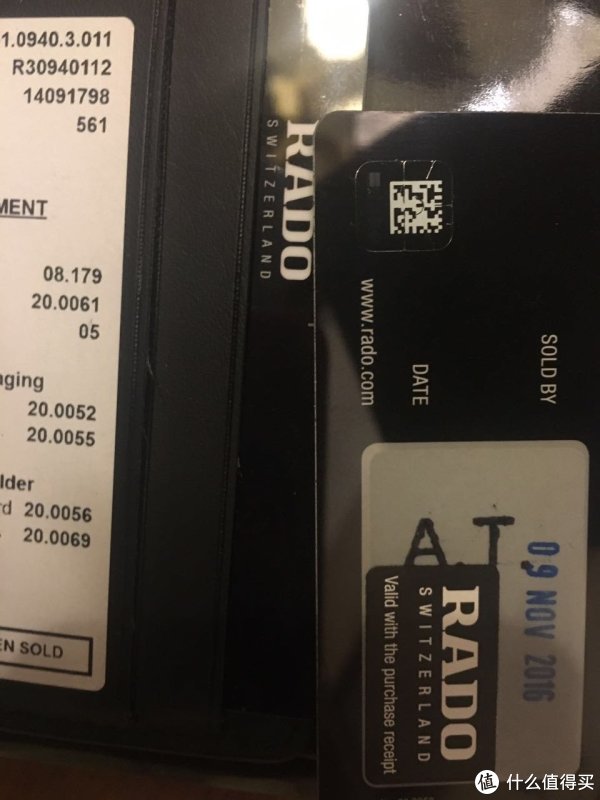 1.0940.3.011
R30940112
14091798
561
MENT
08.179
20.0061
05
ging
20.0052
20.0055
lder
rd 20.0056
20.0069
EN SOLD
RADO
SWITZERLAND
SOLD BY
DATE
www.rado.com
09 NOV 2016
A.T
RADO
SWITZERLAND
Valid with the purchase receipt
值 什么值得买